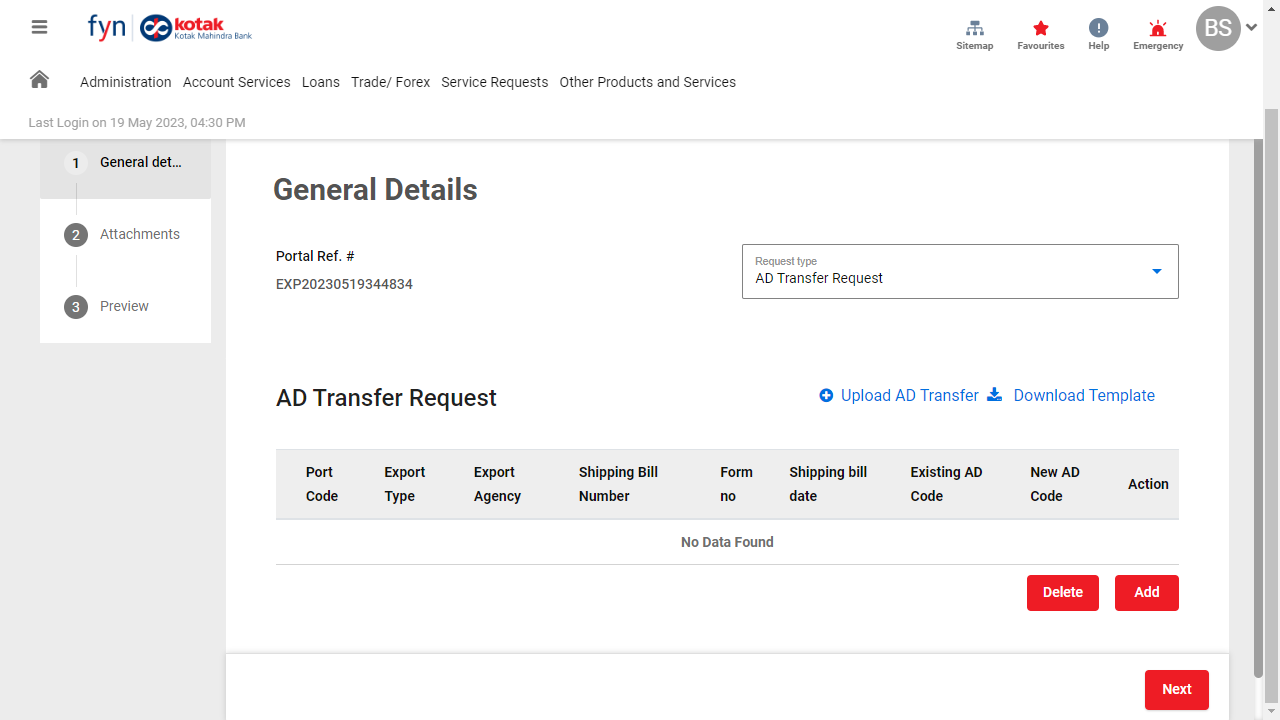 fyn kotak
Kotak Mahindra Bank
Sitemap Favourites Help Emergency
BS
Administration Account Services Loans Trade/ Forex Service Requests Other Products and Services
Last Login on 19 May 2023, 04:30 PM
1 General det...
2 Attachments
3 Preview
General Details
Portal Ref. #
EXP20230519344834
Request type
AD Transfer Request
AD Transfer Request
Upload AD Transfer Download Template
Port Code Export Type Export Agency Shipping Bill Number Form no Shipping bill date Existing AD Code New AD Code Action
No Data Found
Delete Add
Next